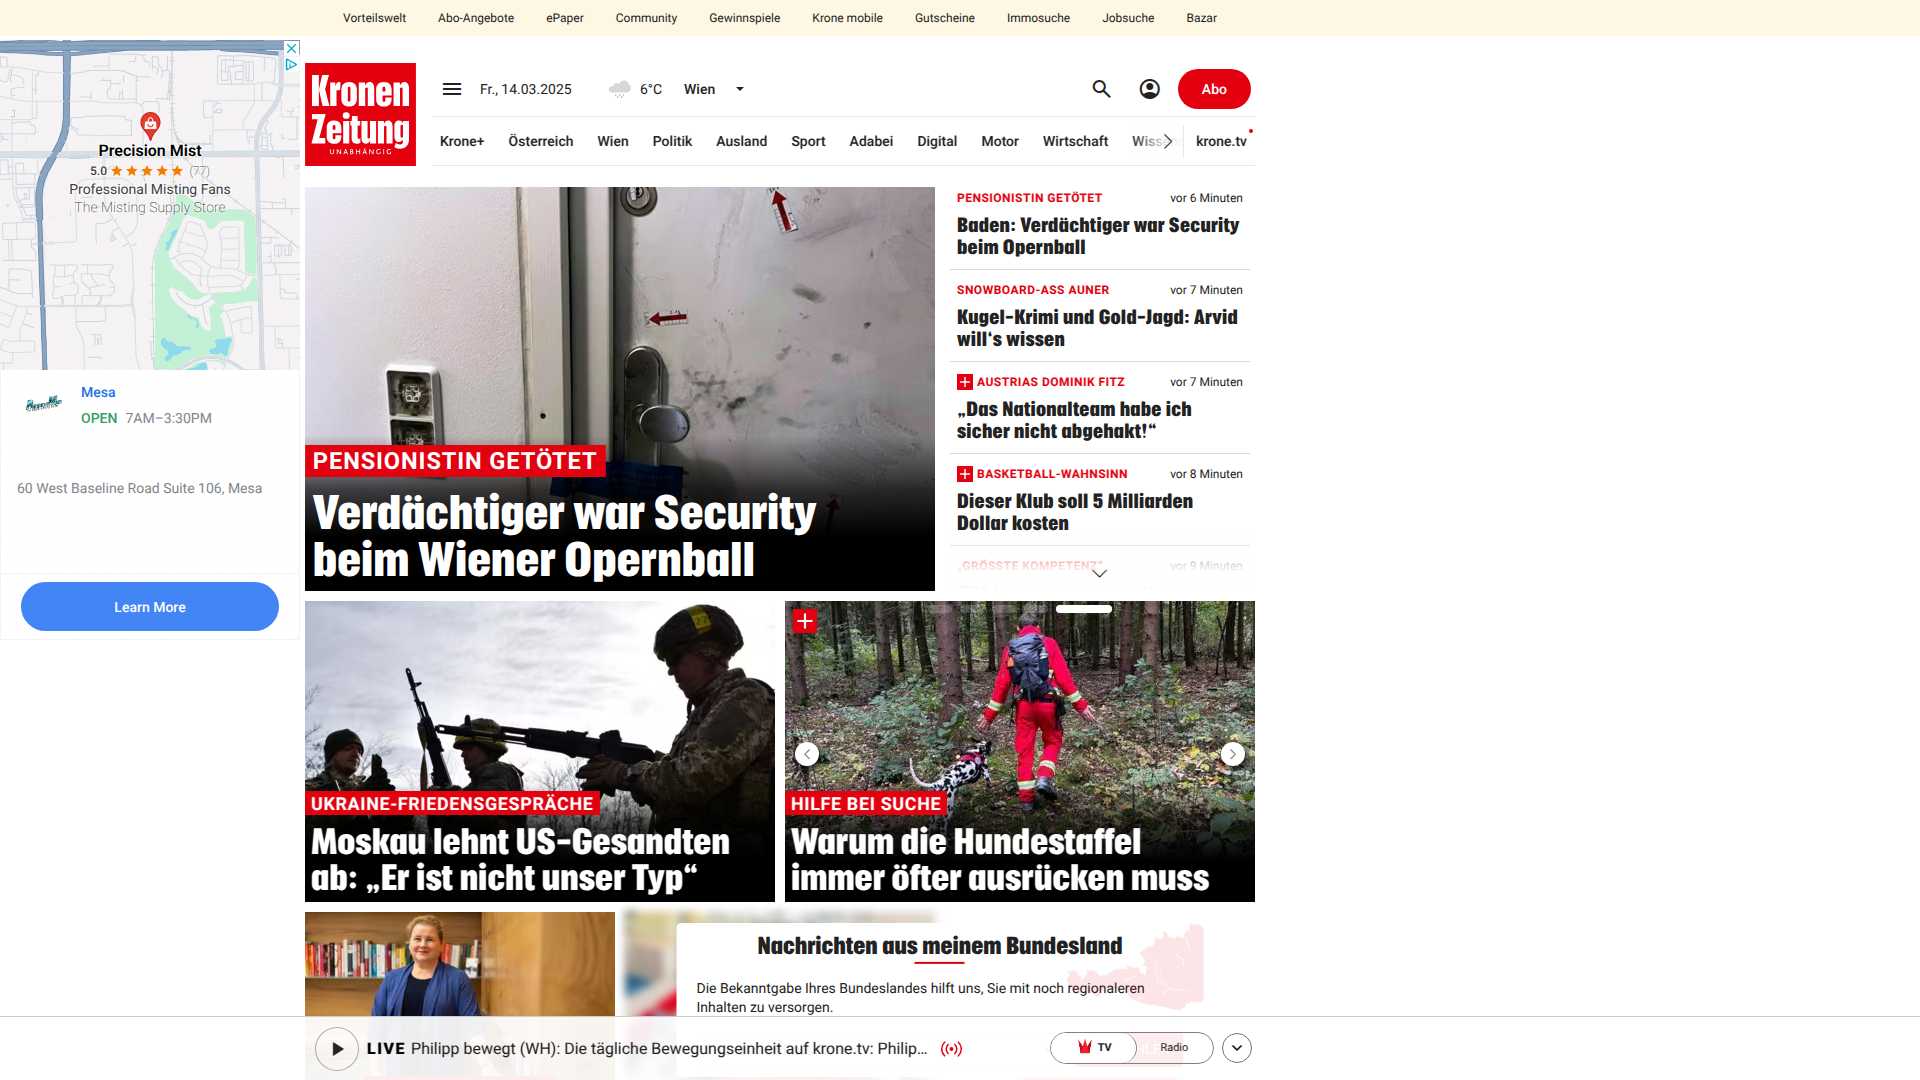 Vorteilswelt Abo-Angebote ePaper Community Gewinnspiele Krone mobile Gutscheine Immosuche Jobsuche Bazar
Kronen
Zeitung
UNABHÄNGIG
Fr., 14.03.2025 6°C Wien
Abo
Krone+ Österreich Wien Politik Ausland Sport Adabei Digital Motor Wirtschaft krone.tv
Precision Mist
5.0 (77)
Professional Misting Fans
The Misting Supply Store
Mesa
OPEN 7AM–3:30PM
60 West Baseline Road Suite 106, Mesa
Learn More
PENSIONISTIN GETÖTET
Verdächtiger war Security
beim Wiener Opernball
PENSIONISTIN GETÖTET vor 6 Minuten
Baden: Verdächtiger war Security
beim Opernball
SNOWBOARD-ASS AUNER vor 7 Minuten
Kugel-Krimi und Gold-Jagd: Arvid
will‘s wissen
AUSTRIAS DOMINIK FITZ vor 7 Minuten
„Das Nationalteam habe ich
sicher nicht abgehakt!“
BASKETBALL-WAHNSINN vor 8 Minuten
Dieser Klub soll 5 Milliarden
Dollar kosten
„GRÖSSTE KOMPETENZ“ vor 9 Minuten
UKRAINE-FRIEDENSGESPRÄCHE
Moskau lehnt US-Gesandten
ab: „Er ist nicht unser Typ“
HILFE BEI SUCHE
Warum die Hundestaffel
immer öfter ausrücken muss
Nachrichten aus meinem Bundesland
Die Bekanntgabe Ihres Bundeslandes hilft uns, Sie mit noch regionaleren
Inhalten zu versorgen.
LIVE Philipp bewegt (WH): Die tägliche Bewegungseinheit auf krone.tv: Philip...
TV Radio